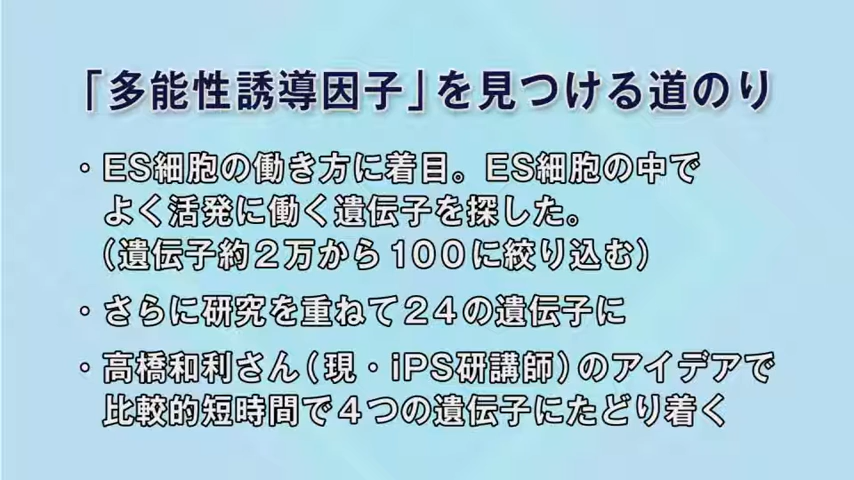 「多能性誘導因子」を見つける道のり
・ES細胞の働き方に着目。ES細胞の中で
よく活発に働く遺伝子を探した。
（遺伝子約２万から１００に絞り込む）
・さらに研究を重ねて２４の遺伝子に
・高橋和利さん（現・iPS研講師）のアイデアで
比較的短時間で４つの遺伝子にたどり着く